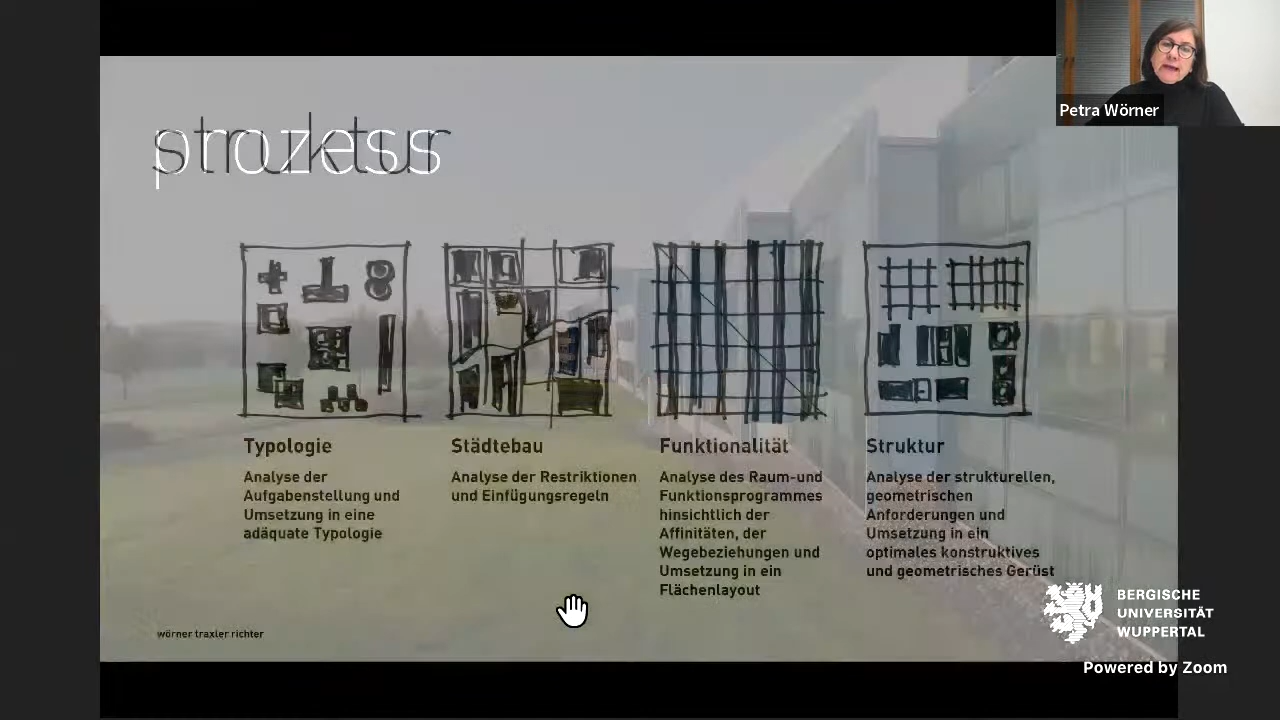 Petra Wörner
prozess
struktur
Typologie
Analyse der
Aufgabenstellung und
Umsetzung in eine
adäquate Typologie
Städtebau
Analyse der Restriktionen
und Einfügungsregeln
Funktionalität
Analyse des Raum-und
Funktionsprogrammes
hinsichtlich der
Affinitäten, der
Wegebeziehungen und
Umsetzung in ein
Flächenlayout
Struktur
Analyse der strukturellen,
geometrischen
Anforderungen und
Umsetzung in ein
optimales konstruktives
und geometrisches Gerüst
wörner traxler richter
BERGISCHE
UNIVERSITÄT
WUPPERTAL
Powered by Zoom